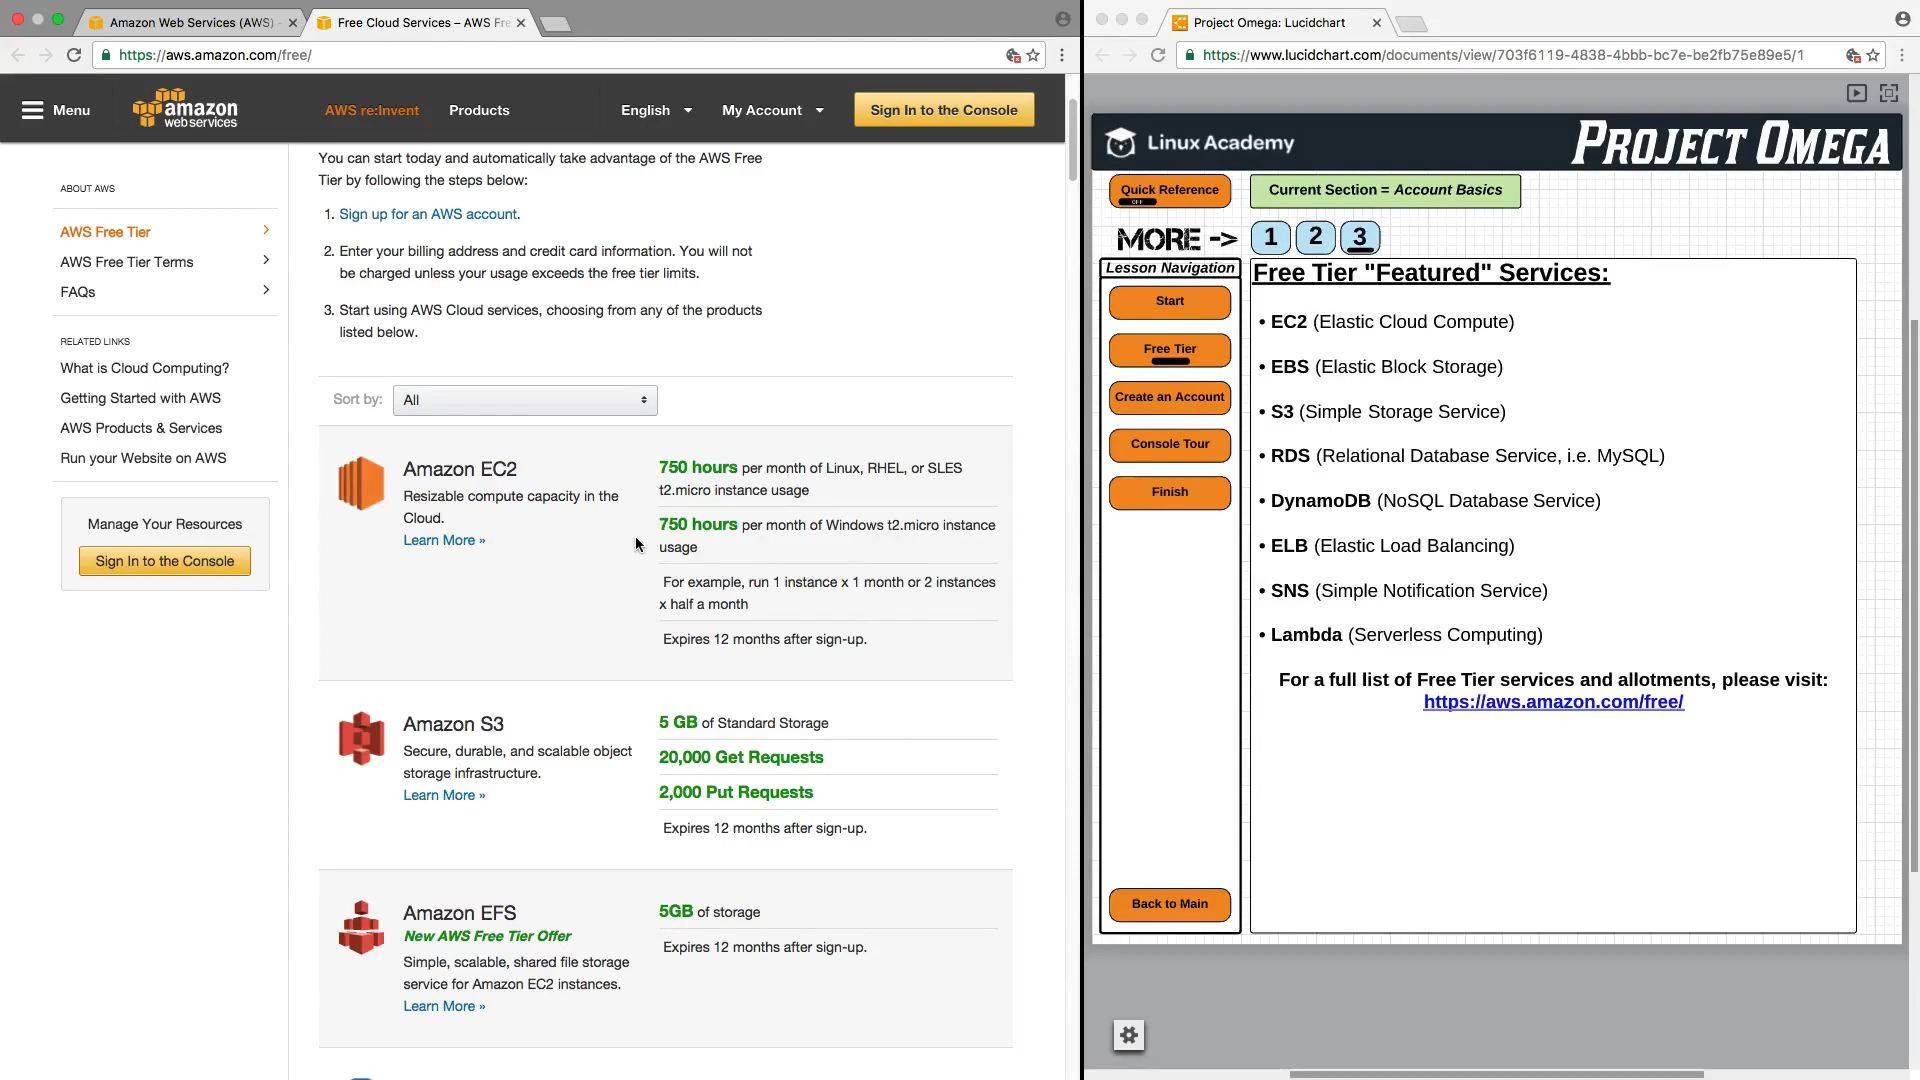 Amazon Web Services (AWS) -
Free Cloud Services – AWS Fre
https://aws.amazon.com/free/
Menu
amazon
web services
AWS re:Invent
Products
English
My Account
Sign In to the Console
ABOUT AWS
AWS Free Tier
AWS Free Tier Terms
FAQs
RELATED LINKS
What is Cloud Computing?
Getting Started with AWS
AWS Products & Services
Run your Website on AWS
Manage Your Resources
Sign In to the Console
You can start today and automatically take advantage of the AWS Free
Tier by following the steps below:
1. Sign up for an AWS account.
2. Enter your billing address and credit card information. You will not
be charged unless your usage exceeds the free tier limits.
3. Start using AWS Cloud services, choosing from any of the products
listed below.
Sort by:
All
Amazon EC2
Resizable compute capacity in the
Cloud.
Learn More »
750 hours per month of Linux, RHEL, or SLES
t2.micro instance usage
750 hours per month of Windows t2.micro instance
usage
For example, run 1 instance x 1 month or 2 instances
x half a month
Expires 12 months after sign-up.
Amazon S3
Secure, durable, and scalable object
storage infrastructure.
Learn More »
5 GB of Standard Storage
20,000 Get Requests
2,000 Put Requests
Expires 12 months after sign-up.
Amazon EFS
New AWS Free Tier Offer
Simple, scalable, shared file storage
service for Amazon EC2 instances.
Learn More »
5GB of storage
Expires 12 months after sign-up.
Project Omega: Lucidchart
https://www.lucidchart.com/documents/view/703f6119-4838-4bbb-bc7e-be2fb75e89e5/1
Linux Academy
PROJECT OMEGA
Quick Reference
OFF
Current Section = Account Basics
MORE ->
1
2
3
Lesson Navigation
Start
Free Tier
Create an Account
Console Tour
Finish
Back to Main
Free Tier "Featured" Services:
• EC2 (Elastic Cloud Compute)
• EBS (Elastic Block Storage)
• S3 (Simple Storage Service)
• RDS (Relational Database Service, i.e. MySQL)
• DynamoDB (NoSQL Database Service)
• ELB (Elastic Load Balancing)
• SNS (Simple Notification Service)
• Lambda (Serverless Computing)
For a full list of Free Tier services and allotments, please visit:
https://aws.amazon.com/free/